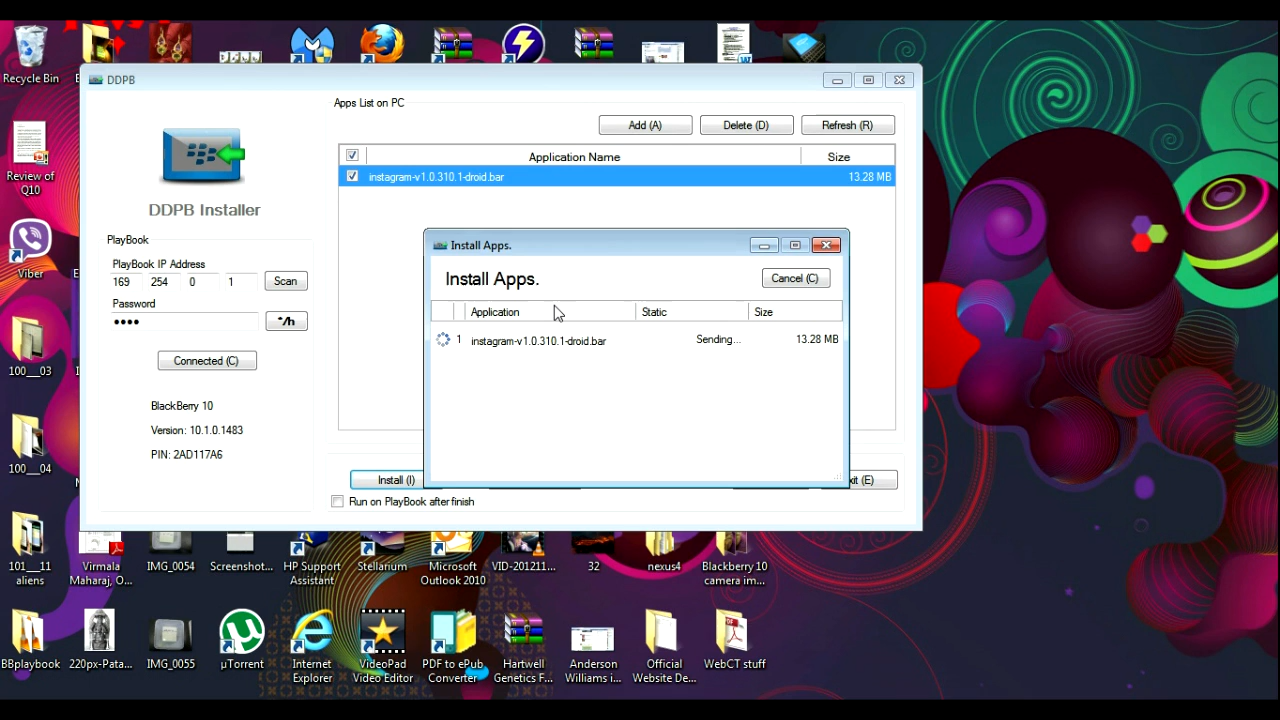 Recycle Bin
DDPB
Apps List on PC
Add (A)
Delete (D)
Refresh (R)
Application Name
Size
instagram-v1.0.310.1-droid.bar
13.28 MB
DDPB Installer
PlayBook
PlayBook IP Address
169 254 0 1
Scan
Password
*/h
Connected (C)
BlackBerry 10
Version: 10.1.0.1483
PIN: 2AD117A6
Install Apps.
Install Apps.
Cancel (C)
Application
Static
Size
1 instagram-v1.0.310.1-droid.bar
Sending...
13.28 MB
Install (I)
xit (E)
Run on PlayBook after finish
Review of
Q10
Viber
100__03
100__04
101__11
aliens
Virmala
Maharaj, O...
IMG_0054
Screenshot...
HP Support
Assistant
Stellarium
Microsoft
Outlook 2010
VID-201211...
32
nexus4
Blackberry 10
camera im...
BBplaybook
220px-Pata...
IMG_0055
µTorrent
Internet
Explorer
VideoPad
Video Editor
PDF to ePub
Converter
Hartwell
Genetics F...
Anderson
Williams i...
Official
Website De...
WebCT stuff